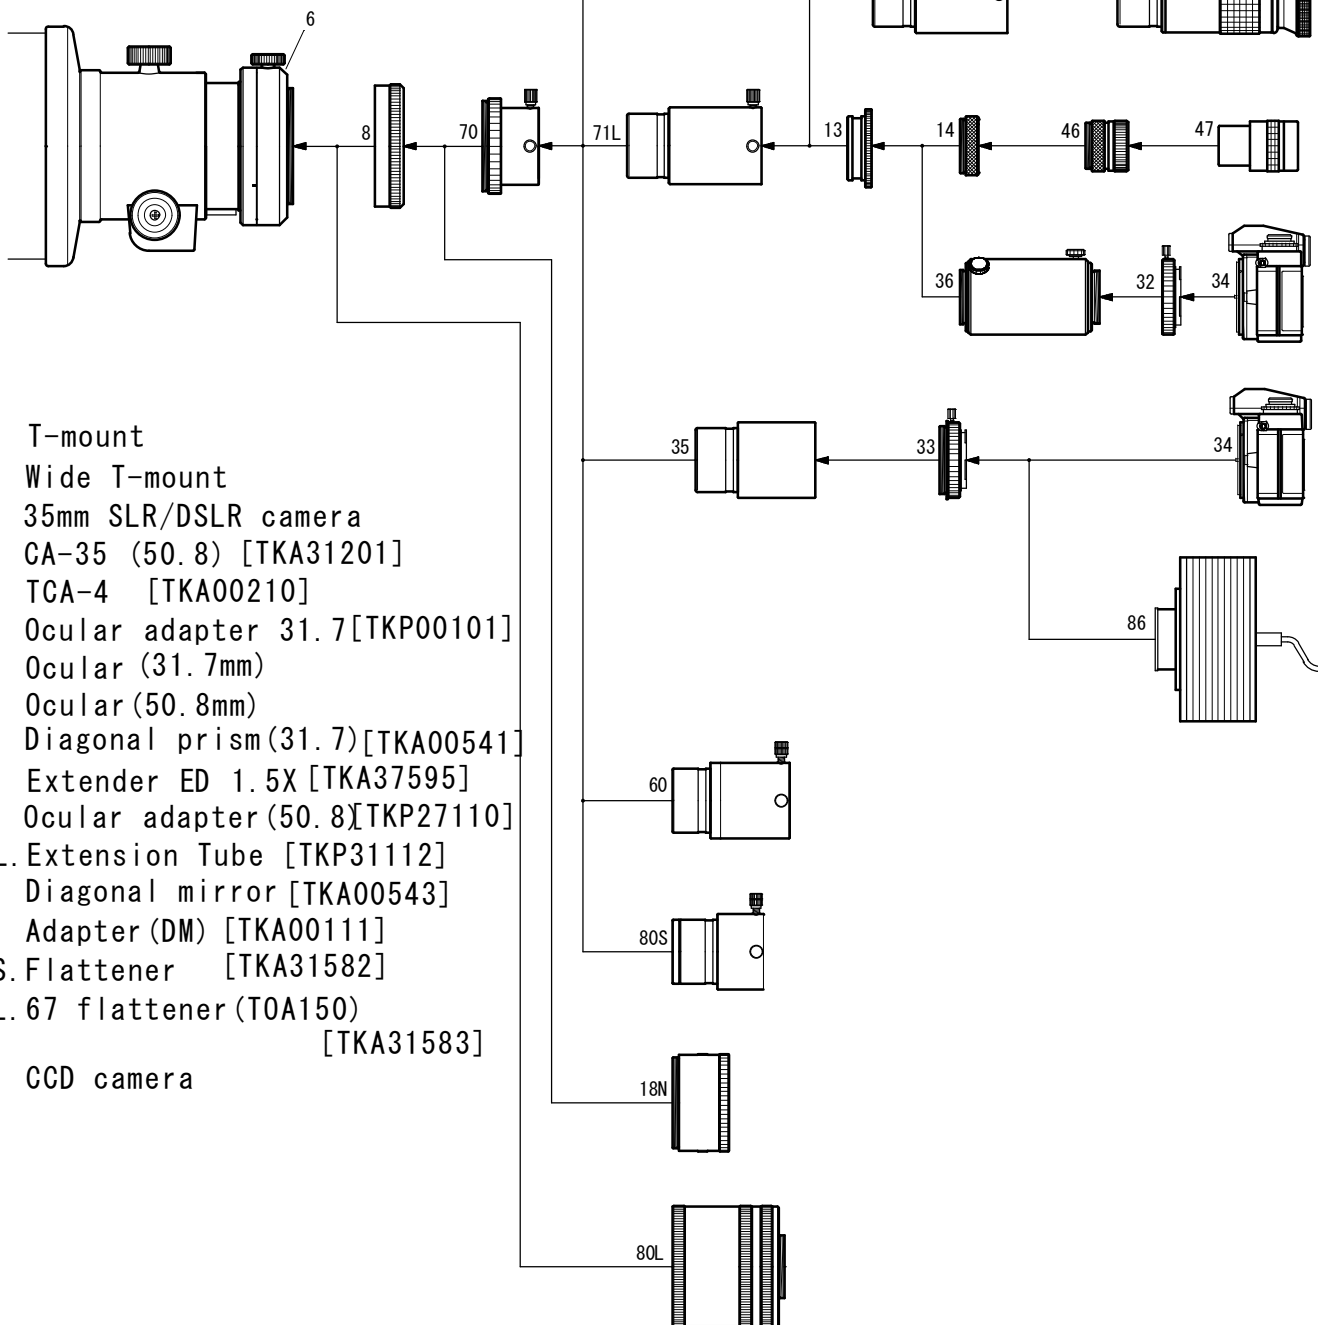 6
8
70
71L
13
14
46
47
36
32
34
35
33
34
86
T-mount
Wide T-mount
35mm SLR/DSLR camera
CA-35 (50.8) [TKA31201]
TCA-4 [TKA00210]
Ocular adapter 31.7[TKP00101]
Ocular (31.7mm)
Ocular(50.8mm)
Diagonal prism(31.7)[TKA00541]
Extender ED 1.5X [TKA37595]
Ocular adapter(50.8)[TKP27110]
L.Extension Tube [TKP31112]
Diagonal mirror[TKA00543]
Adapter(DM) [TKA00111]
S.Flattener [TKA31582]
L.67 flattener(TOA150)
[TKA31583]
CCD camera
60
80S
18N
80L